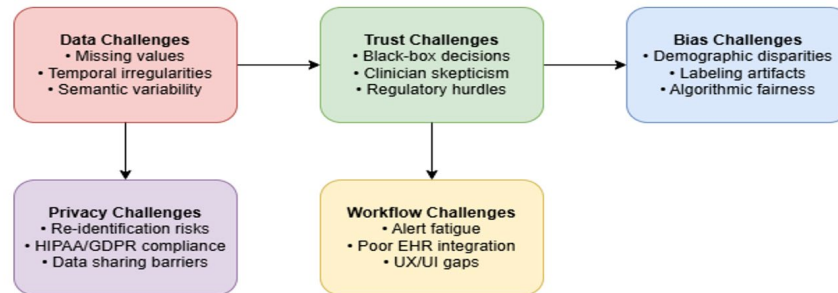 Data Challenges
• Missing values
• Temporal irregularities
• Semantic variability
Trust Challenges
• Black-box decisions
• Clinician skepticism
• Regulatory hurdles
Bias Challenges
• Demographic disparities
• Labeling artifacts
• Algorithmic fairness
Privacy Challenges
• Re-identification risks
• HIPAA/GDPR compliance
• Data sharing barriers
Workflow Challenges
• Alert fatigue
• Poor EHR integration
• UX/UI gaps